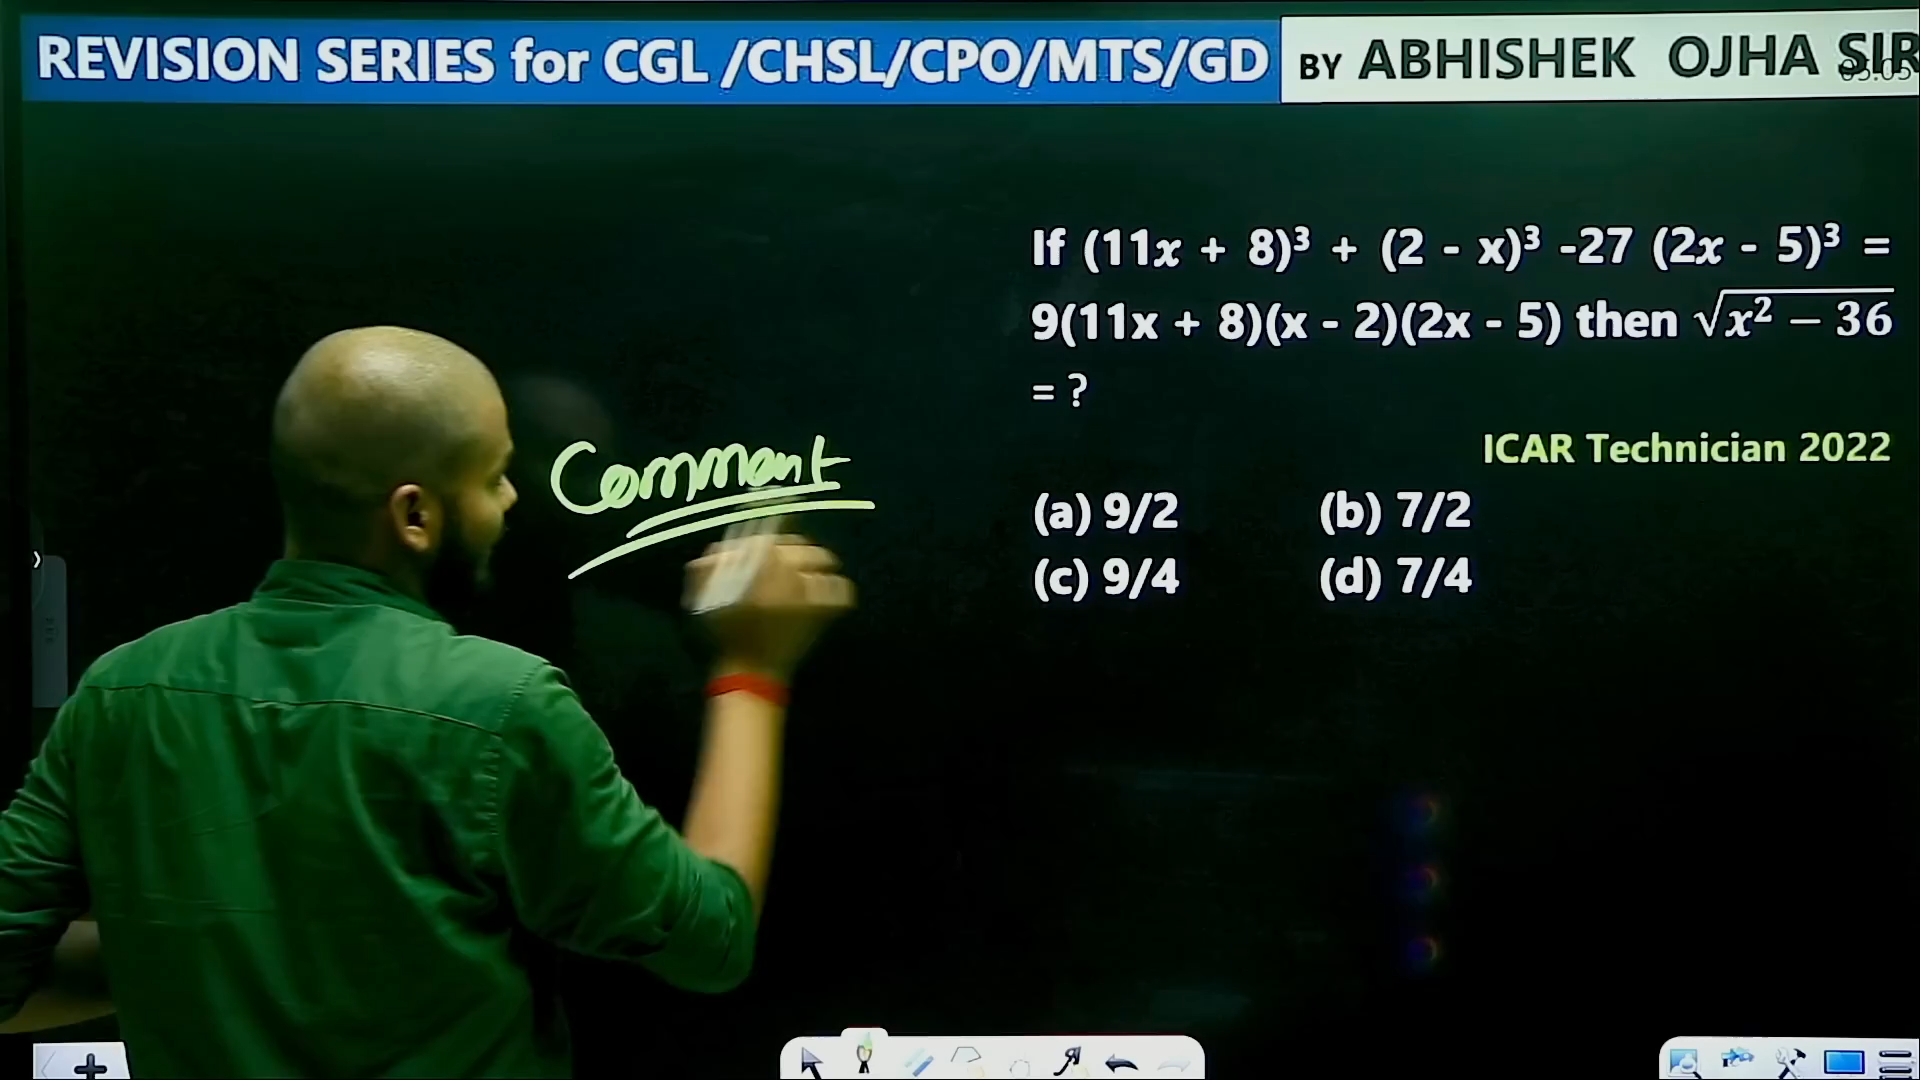 REVISION SERIES for CGL /CHSL/CPO/MTS/GD BY ABHISHEK OJHA SIR
If (11x + 8)³ + (2 - x)³ -27 (2x - 5)³ =
9(11x + 8)(x - 2)(2x - 5) then √x² – 36
= ?
ICAR Technician 2022
(a) 9/2 (b) 7/2
(c) 9/4 (d) 7/4
Comment